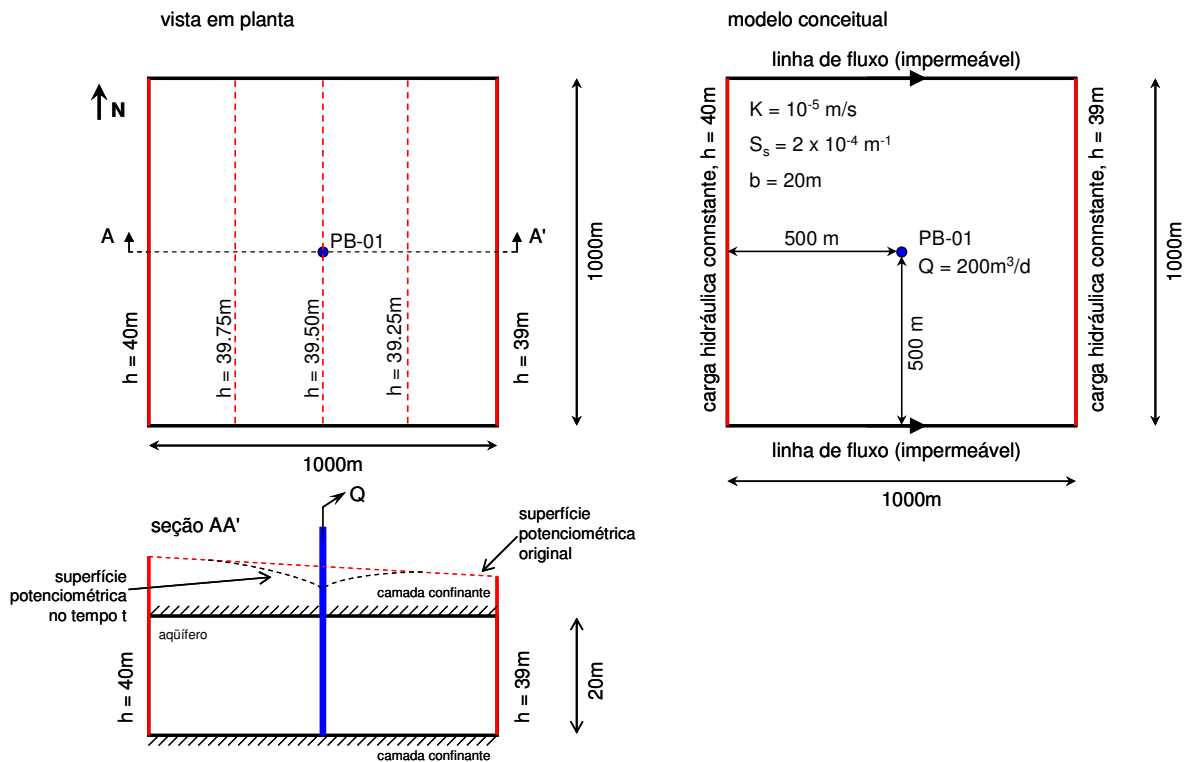 vista em planta
N
A
PB-01
A'
h = 40m
h = 39.75m
h = 39.50m
h = 39.25m
h = 39m
1000m
1000m
modelo conceitual
linha de fluxo (impermeável)
carga hidráulica connstante, h = 40m
K = 10⁻⁵ m/s
Sₛ = 2 x 10⁻⁴ m⁻¹
b = 20m
500 m
PB-01
Q = 200m³/d
500 m
carga hidráulica connstante, h = 39m
1000m
linha de fluxo (impermeável)
1000m
seção AA'
Q
superfície
potenciométrica
original
superfície
potenciométrica
no tempo t
camada confinante
aqüífero
h = 40m
h = 39m
20m
camada confinante